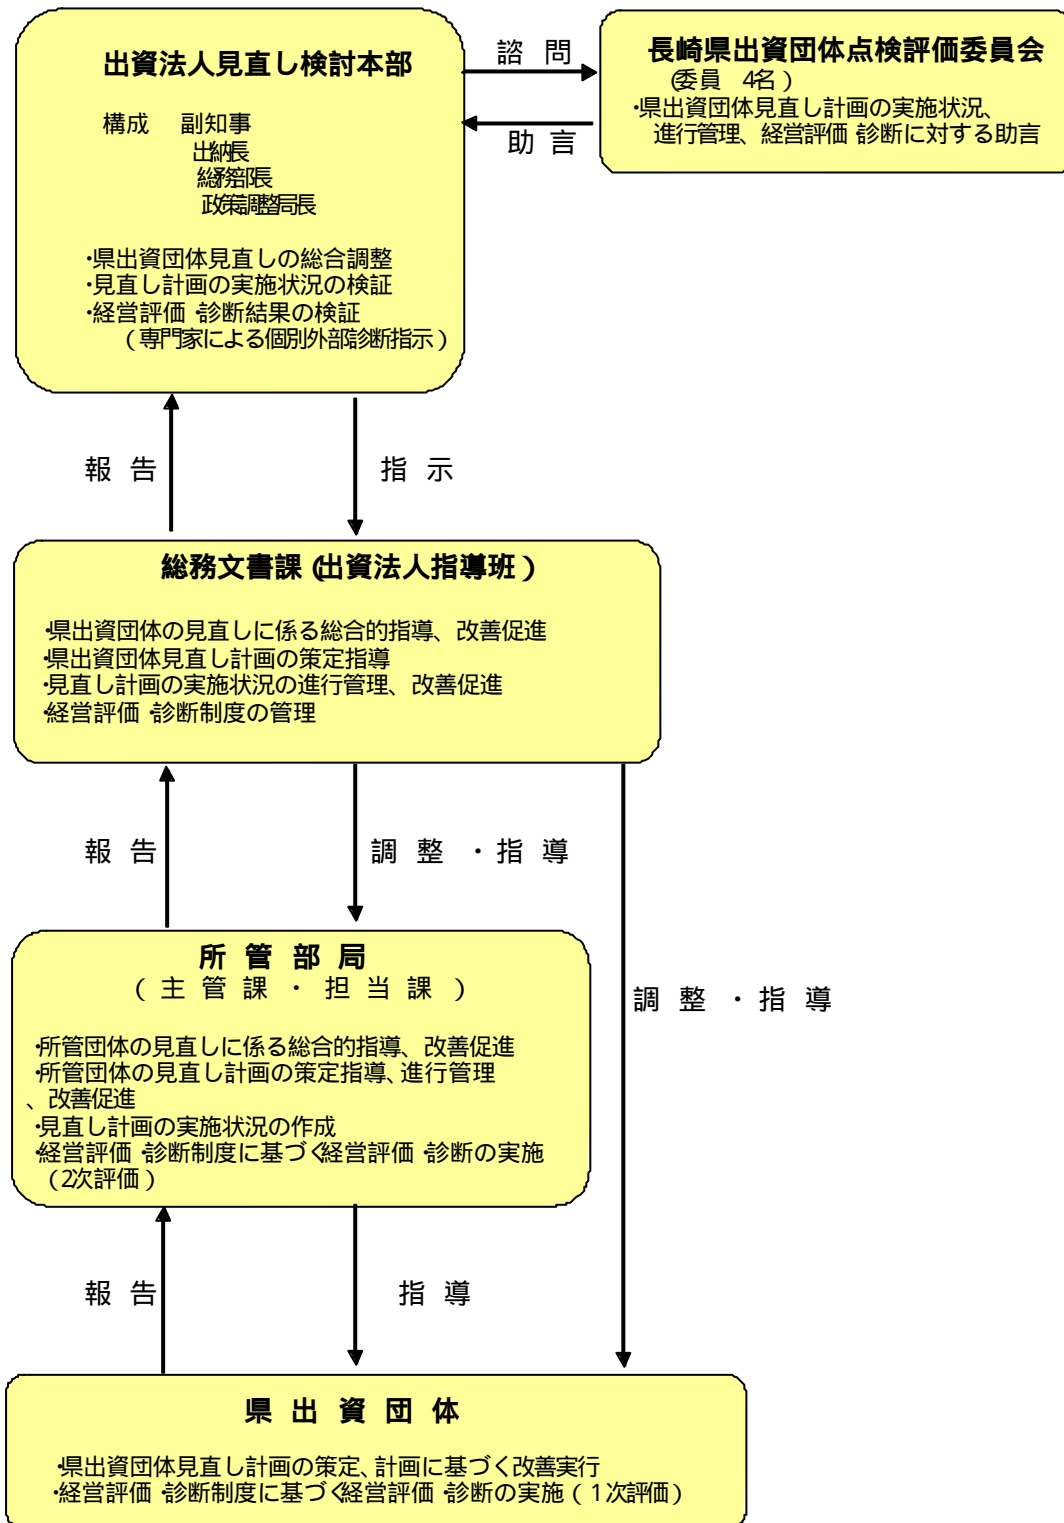 出資法人見直し検討本部
構成 副知事
出納長
総務部長
政策調整局長
・県出資団体見直しの総合調整
・見直し計画の実施状況の検証
・経営評価・診断結果の検証
(専門家による個別外部診断指示)
諮 問
助 言
長崎県出資団体点検評価委員会
(委員 4名)
・県出資団体見直し計画の実施状況、
進行管理、経営評価・診断に対する助言
報 告
指 示
総務文書課(出資法人指導班)
・県出資団体の見直しに係る総合的指導、改善促進
・県出資団体見直し計画の策定指導
・見直し計画の実施状況の進行管理、改善促進
・経営評価・診断制度の管理
報 告
調 整 ・ 指 導
調 整 ・ 指 導
所 管 部 局
( 主 管 課 ・ 担 当 課 )
・所管団体の見直しに係る総合的指導、改善促進
・所管団体の見直し計画の策定指導、進行管理
、改善促進
・見直し計画の実施状況の作成
・経営評価・診断制度に基づく経営評価・診断の実施
(2次評価)
報 告
指 導
県 出 資 団 体
・県出資団体見直し計画の策定、計画に基づく改善実行
・経営評価・診断制度に基づく経営評価・診断の実施(1次評価)